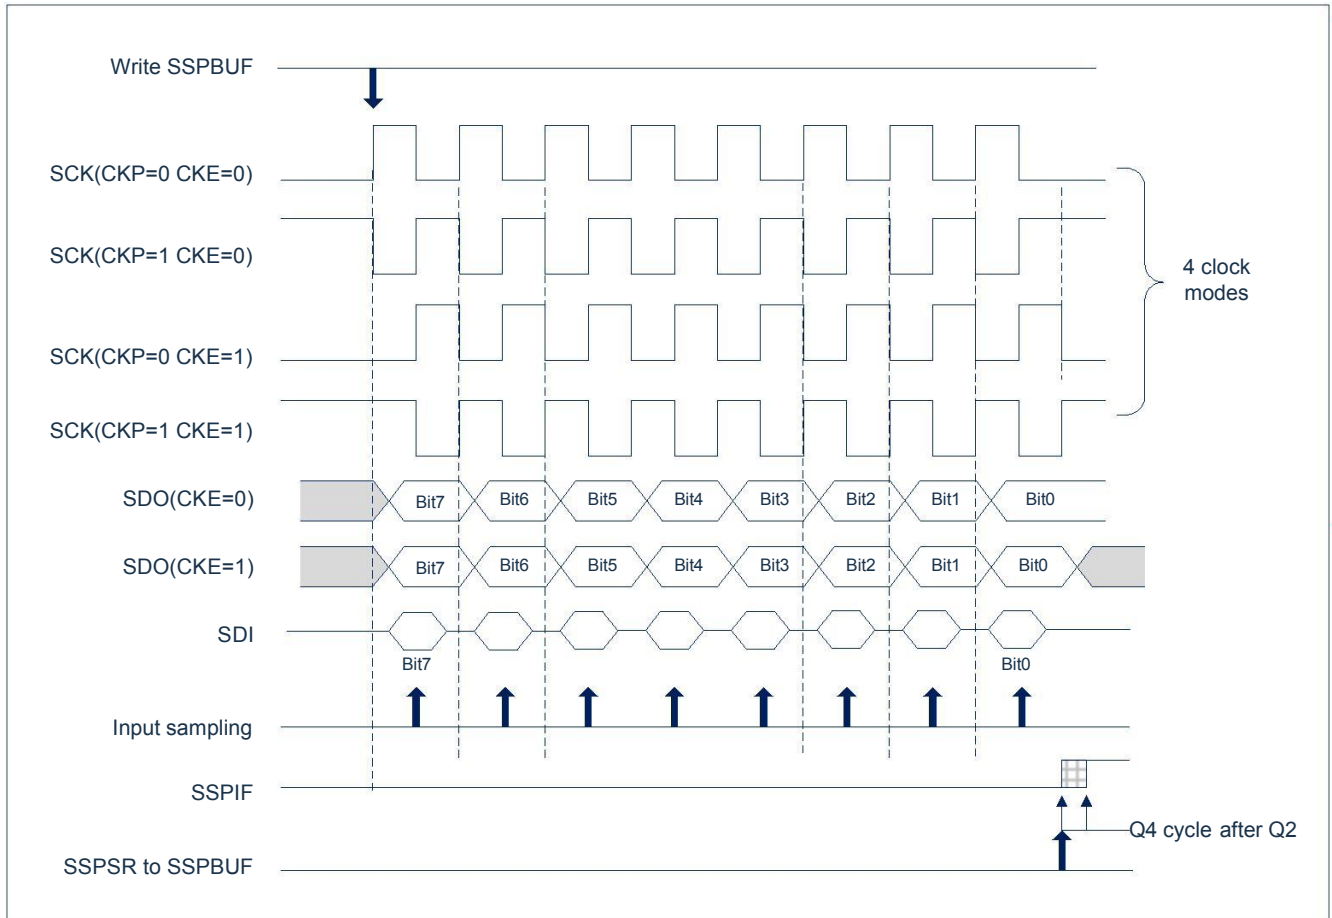 Write SSPBUF
SCK(CKP=0 CKE=0)
SCK(CKP=1 CKE=0)
4 clock
modes
SCK(CKP=0 CKE=1)
SCK(CKP=1 CKE=1)
SDO(CKE=0)
Bit7 Bit6 Bit5 Bit4 Bit3 Bit2 Bit1 Bit0
SDO(CKE=1)
Bit7 Bit6 Bit5 Bit4 Bit3 Bit2 Bit1 Bit0
SDI
Bit7 Bit0
Input sampling
SSPIF
Q4 cycle after Q2
SSPSR to SSPBUF